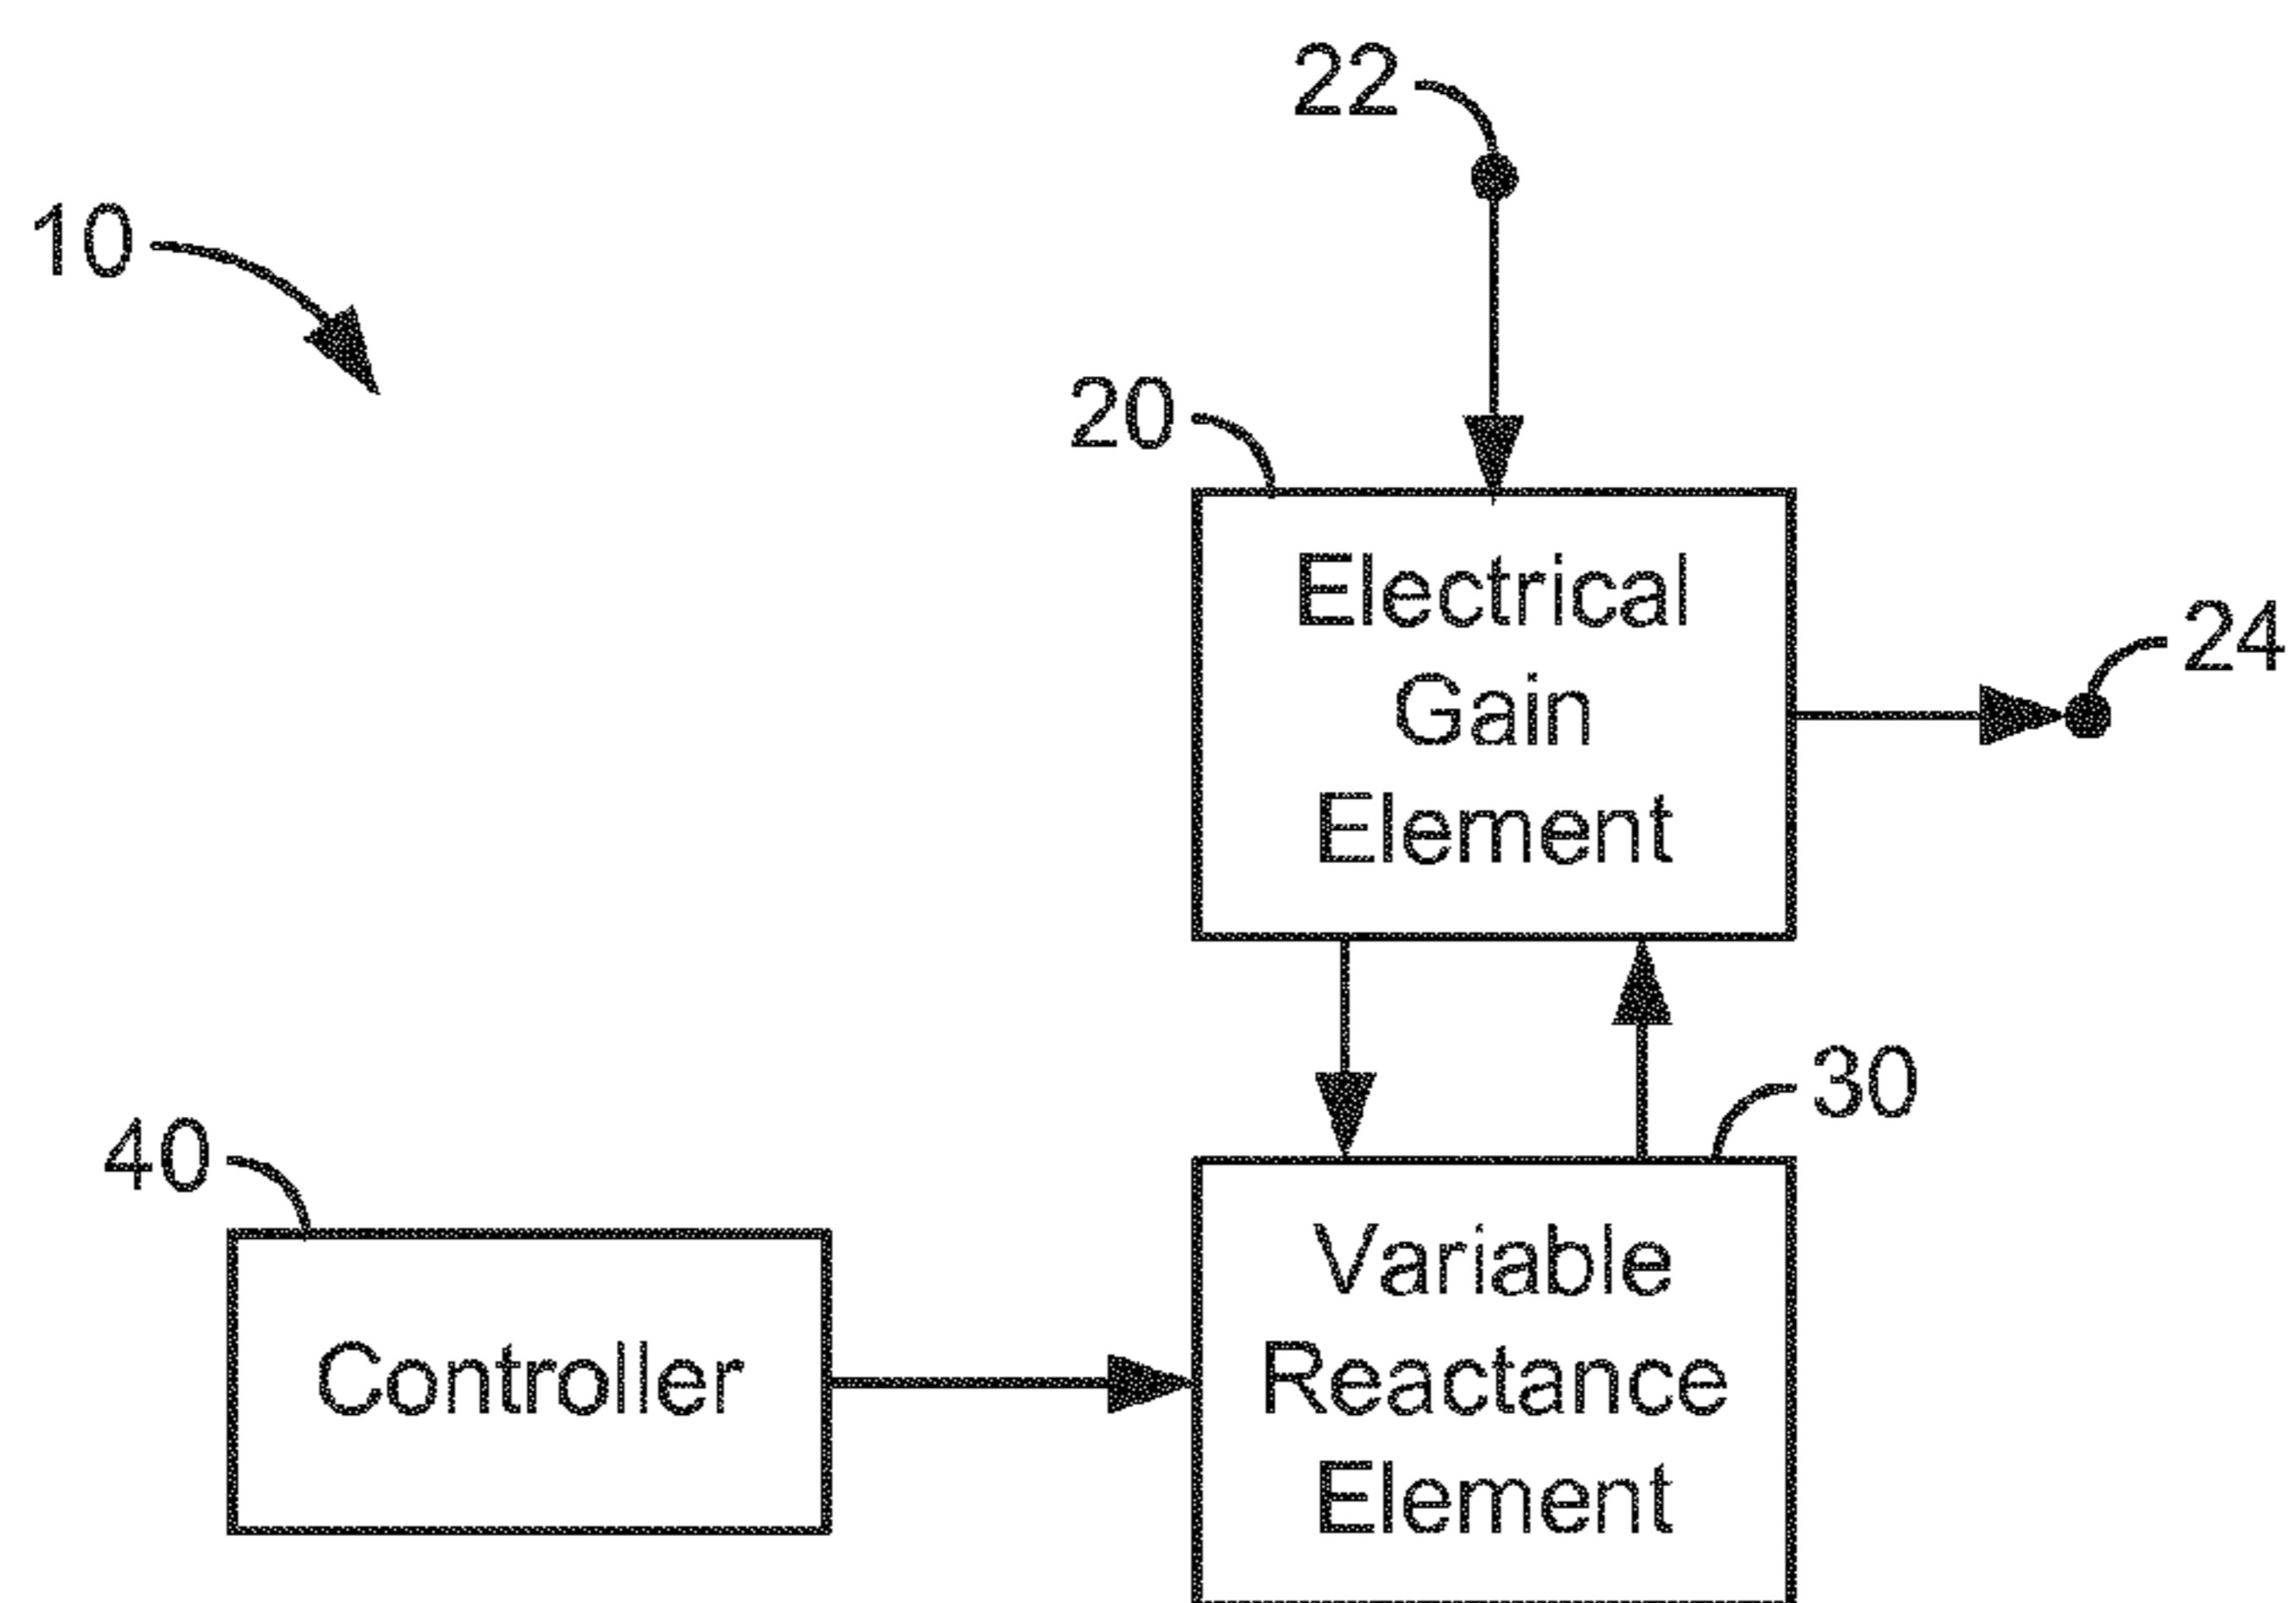 22
10
20
Electrical
Gain
Element
24
30
40
Variable
Reactance
Element
Controller